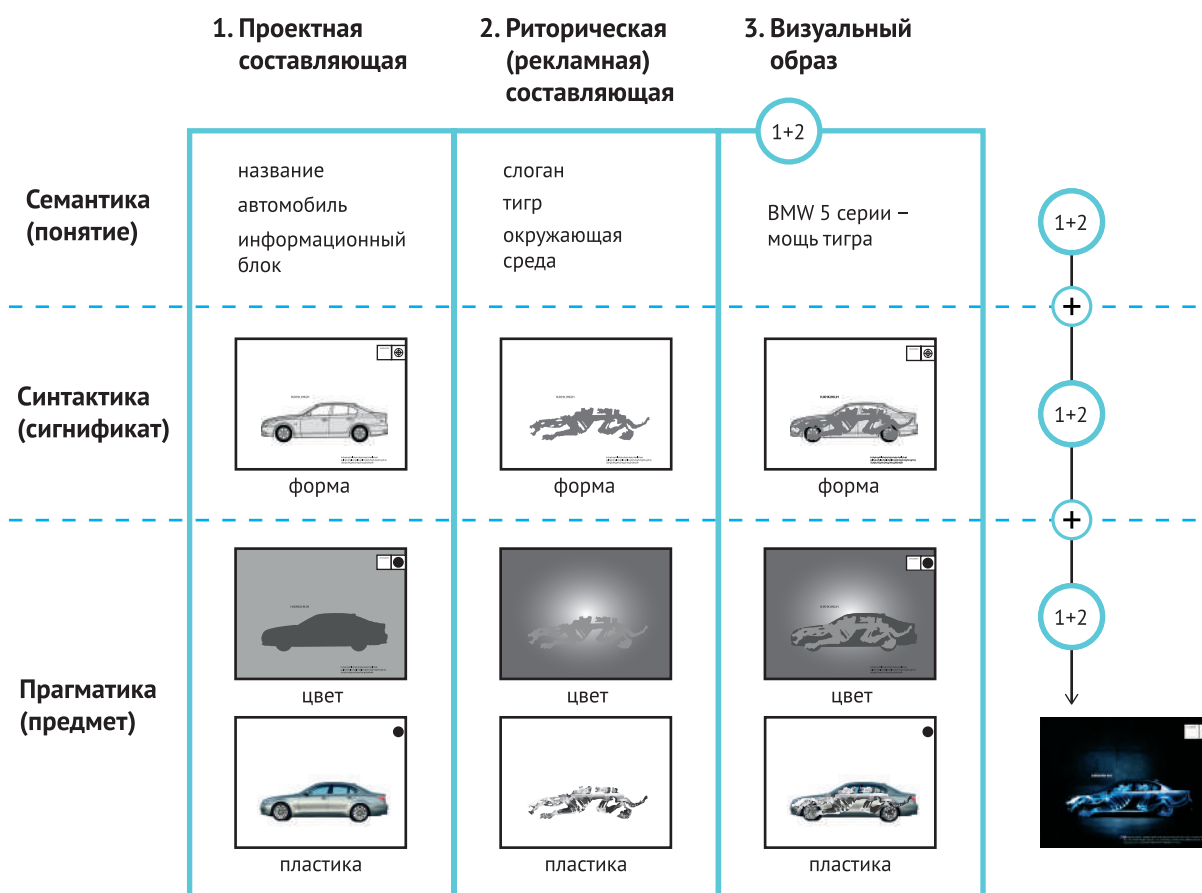 1. Проектная
составляющая
2. Риторическая
(рекламная)
составляющая
3. Визуальный
образ
1+2
Семантика
(понятие)
название
автомобиль
информационный
блок
слоган
тигр
окружающая
среда
BMW 5 серии –
мощь тигра
1+2
+
Синтактика
(сигнификат)
форма
форма
форма
1+2
+
Прагматика
(предмет)
цвет
цвет
цвет
1+2
пластика
пластика
пластика